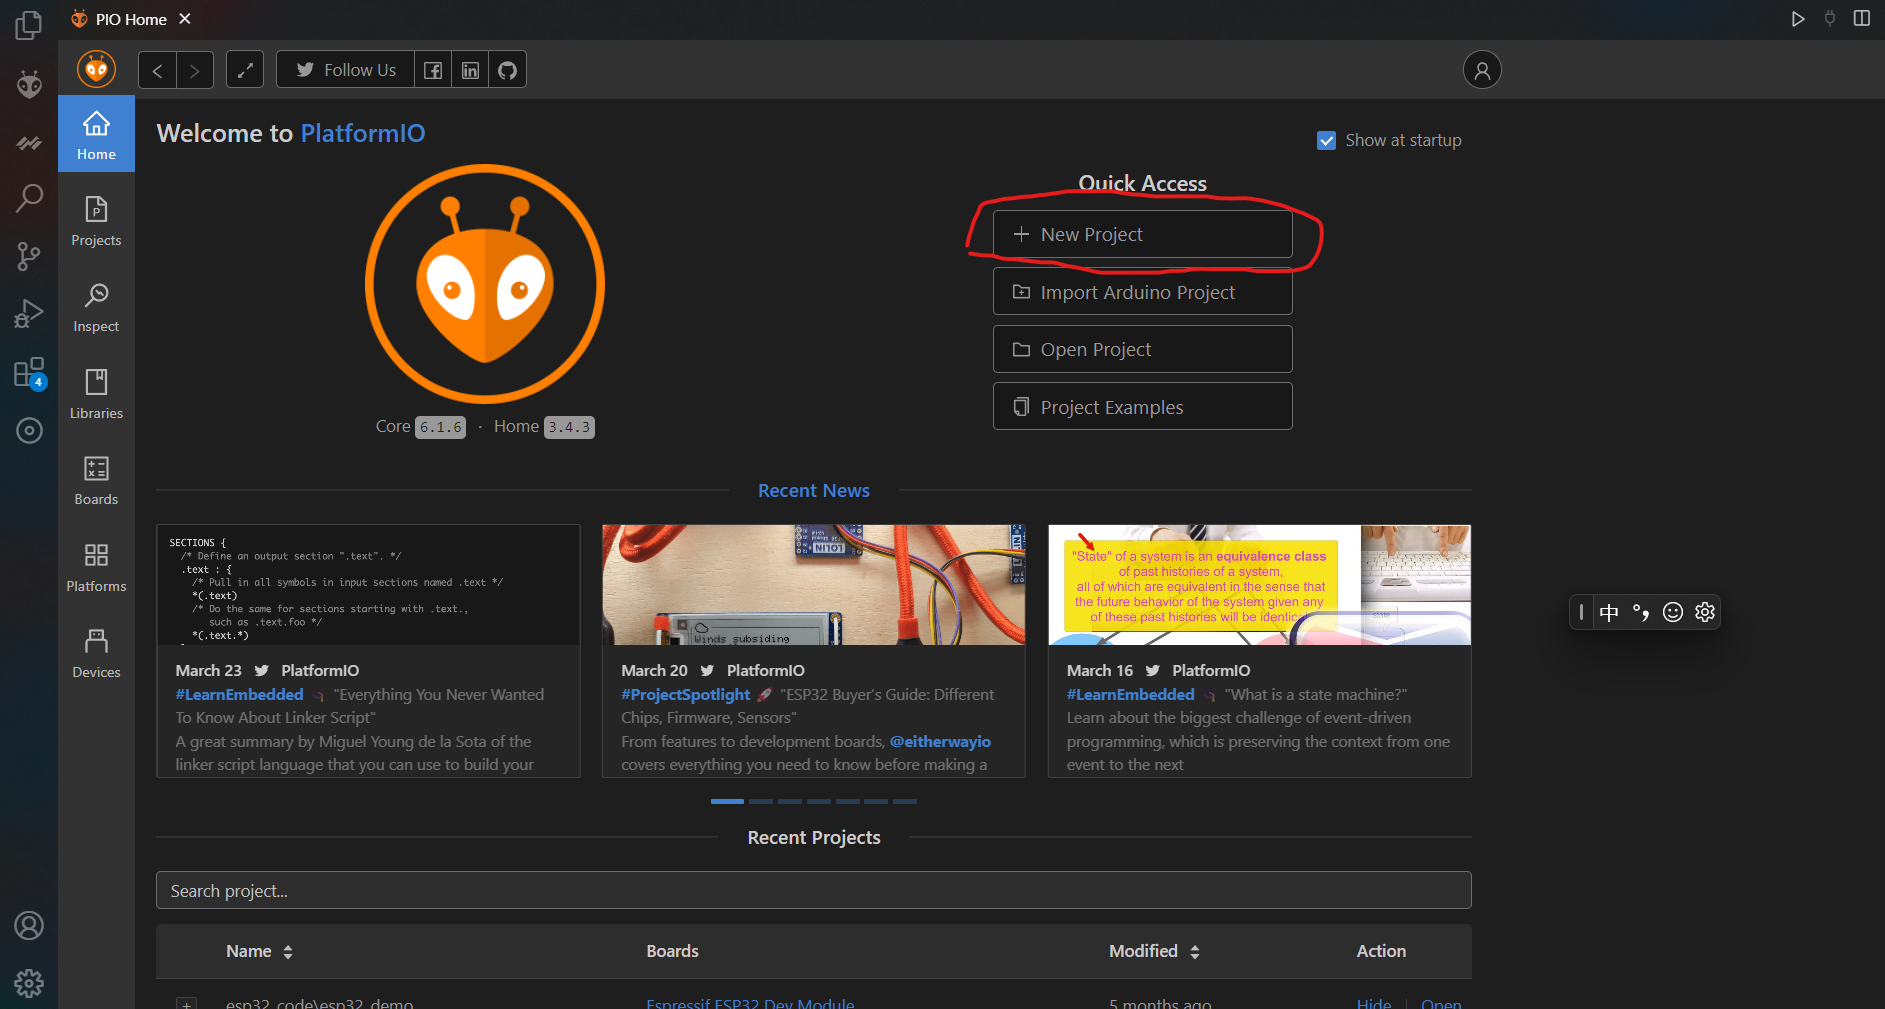 PIO Home
Follow Us
Home
Projects
Inspect
Libraries
Boards
Platforms
Devices
Welcome to PlatformIO
Show at startup
Core 6.1.6 · Home 3.4.3
Quick Access
New Project
Import Arduino Project
Open Project
Project Examples
4
Recent News
SECTIONS {
/* Define an output section ".text". */
.text : {
/* Pull in all symbols in input sections named .text */
*(.text)
/* Do the same for sections starting with .text.,
such as .text.foo */
*(.text.*)
March 23 PlatformIO
#LearnEmbedded "Everything You Never Wanted
To Know About Linker Script"
A great summary by Miguel Young de la Sota of the
linker script language that you can use to build your
LOLIN
Winds subsiding
March 20 PlatformIO
#ProjectSpotlight 🚀 "ESP32 Buyer’s Guide: Different
Chips, Firmware, Sensors"
From features to development boards, @eitherwayio
covers everything you need to know before making a
"State" of a system is an equivalence class
of past histories of a system,
all of which are equivalent in the sense that
the future behavior of the system given any
of these past histories will be identic
state
March 16 PlatformIO
#LearnEmbedded "What is a state machine?"
Learn about the biggest challenge of event-driven
programming, which is preserving the context from one
event to the next
中 °,
Recent Projects
Search project...
Name Boards Modified Action
esp32_code\esp32_demo Espressif ESP32 Dev Module 5 months ago Hide Open